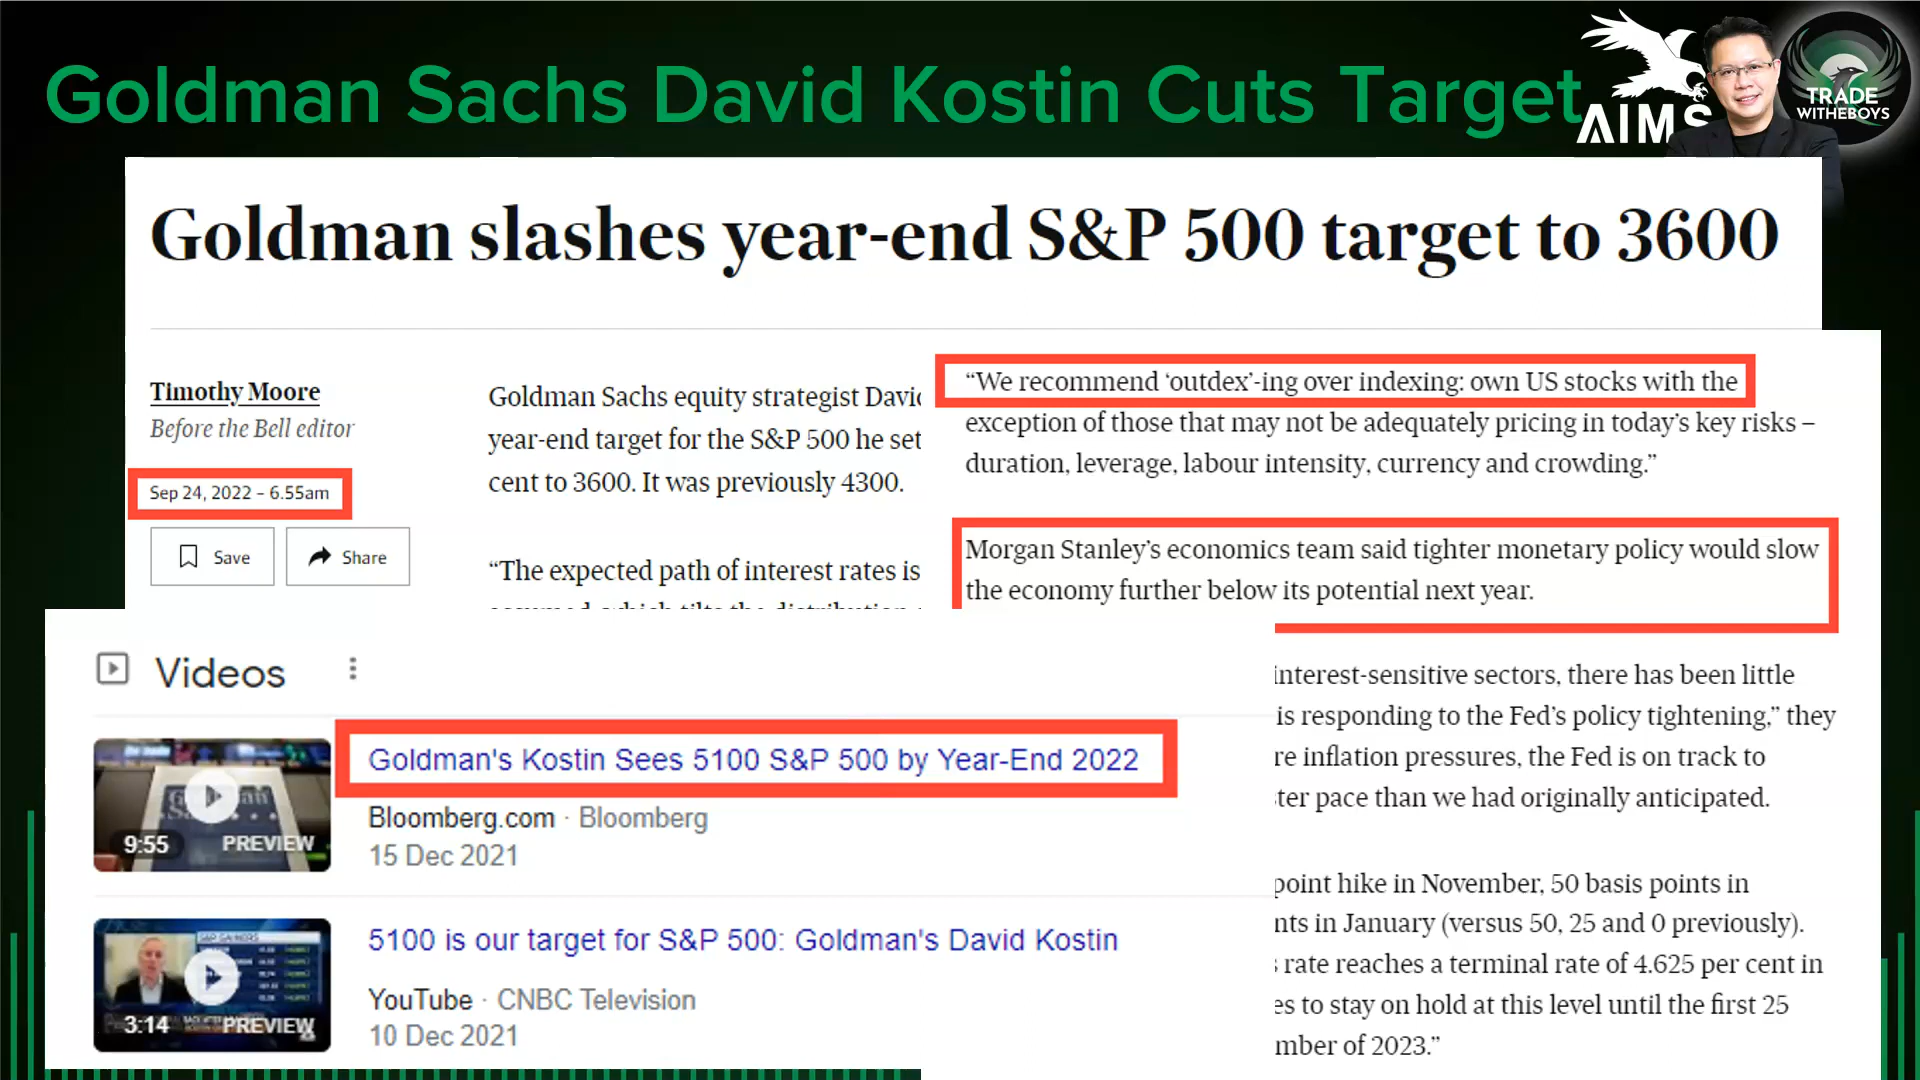 Goldman Sachs David Kostin Cuts Target
AIMS
TRADE
WITHEBOYS
Goldman slashes year-end S&P 500 target to 3600
Timothy Moore
Before the Bell editor
Sep 24, 2022 – 6.55am
Save
Share
Goldman Sachs equity strategist
year-end target for the S&P 500 he set
cent to 3600. It was previously 4300.
“The expected path of interest rates is
“We recommend ‘outdex’-ing over indexing: own US stocks with the
exception of those that may not be adequately pricing in today’s key risks –
duration, leverage, labour intensity, currency and crowding.”
Morgan Stanley’s economics team said tighter monetary policy would slow
the economy further below its potential next year.
interest-sensitive sectors, there has been little
is responding to the Fed’s policy tightening,” they
re inflation pressures, the Fed is on track to
ter pace than we had originally anticipated.
point hike in November, 50 basis points in
nts in January (versus 50, 25 and 0 previously).
rate reaches a terminal rate of 4.625 per cent in
es to stay on hold at this level until the first 25
mber of 2023.”
Videos
Goldman's Kostin Sees 5100 S&P 500 by Year-End 2022
9:55
PREVIEW
Bloomberg.com · Bloomberg
15 Dec 2021
5100 is our target for S&P 500: Goldman's David Kostin
3:14
PREVIEW
YouTube · CNBC Television
10 Dec 2021